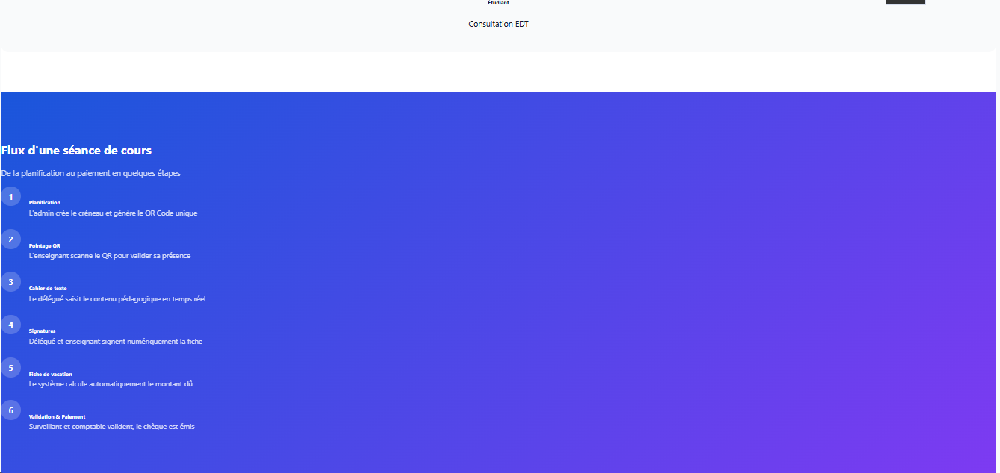 Étudiant
Consultation EDT
Flux d'une séance de cours
De la planification au paiement en quelques étapes
1
Planification
L'admin crée le créneau et génère le QR Code unique
2
Pointage QR
L'enseignant scanne le QR pour valider sa présence
3
Cahier de texte
Le délégué saisit le contenu pédagogique en temps réel
4
Signatures
Délégué et enseignant signent numériquement la fiche
5
Fiche de vacation
Le système calcule automatiquement le montant dû
6
Validation & Paiement
Surveillant et comptable valident, le chèque est émis